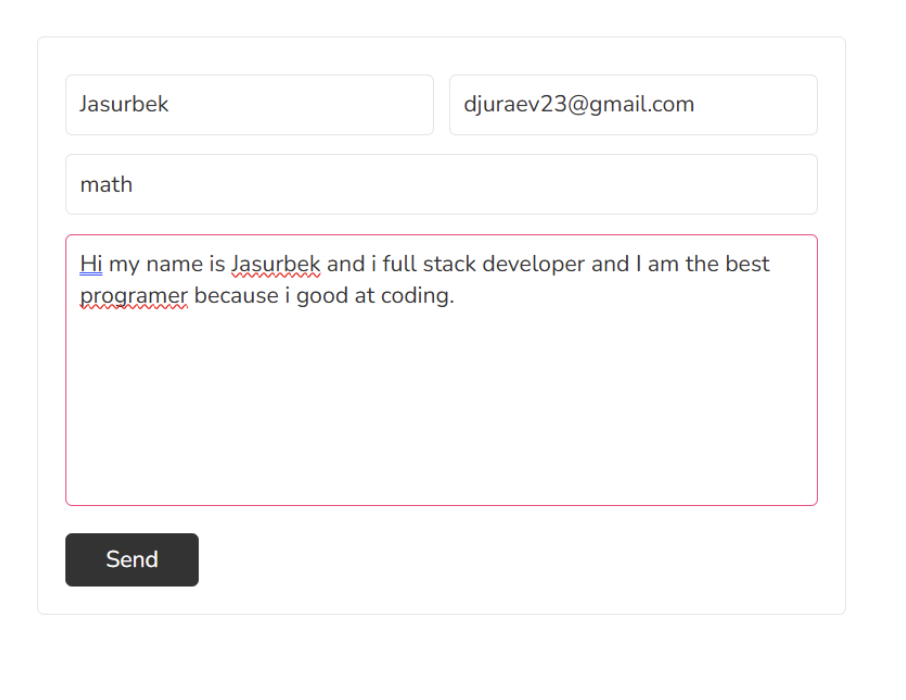 Jasurbek
djuraev23@gmail.com
math
Hi my name is Jasurbek and i full stack developer and I am the best
programer because i good at coding.
Send